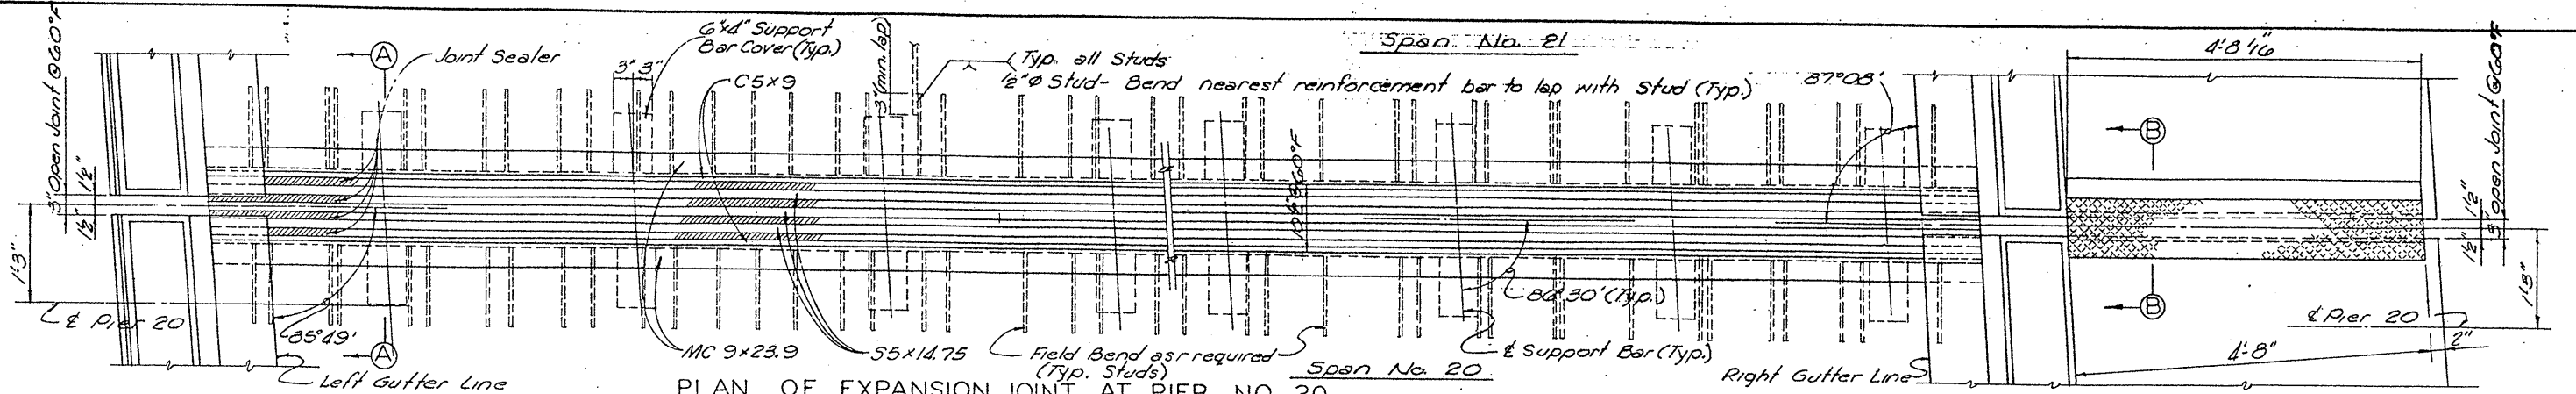 Span No. 21
6"x4" Support
Bar Cover (Typ.)
Joint Sealer
A
3" 3"
C5x9
3" (min. lap)
Typ. all Studs
1/2" Ø Stud- Bend nearest reinforcement bar to lap with Stud (Typ.)
87°08'
4'-8 1/16
3" Open Joint @ 60°F
1 1/2" 1 1/2"
1'-3"
B
3" Open Joint @ 60°F
1 1/2" 1 1/2"
1'-3"
℄ Pier 20
85°49'
A
Left Gutter Line
MC 9x23.9
S5x14.75
Field Bend as required
(Typ. Studs)
Span No. 20
86°30' (Typ.)
℄ Support Bar (Typ.)
Right Gutter Line
B
℄ Pier 20
4'-8"
2"
PLAN OF EXPANSION JOINT AT PIER NO. 20